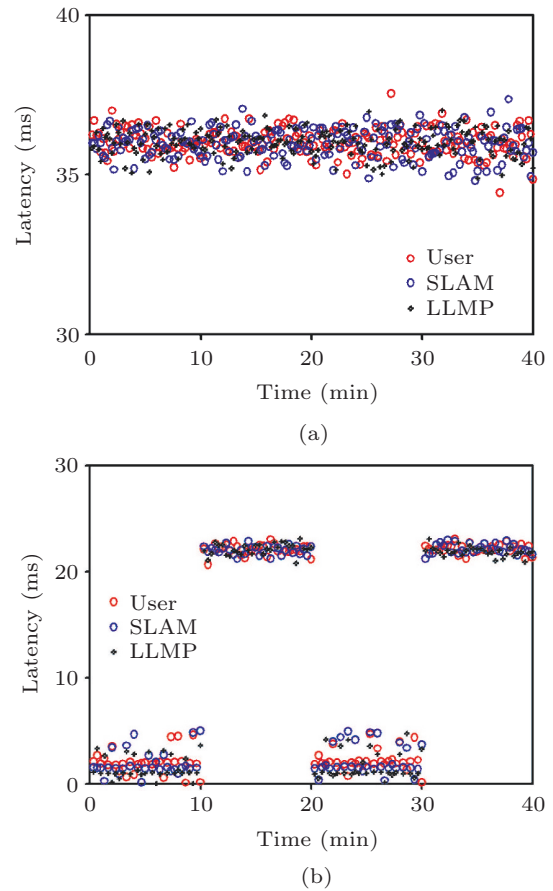 40
35
30
Latency (ms)
User
SLAM
LLMP
0 10 20 30 40
Time (min)
(a)
30
20
10
0
Latency (ms)
User
SLAM
LLMP
0 10 20 30 40
Time (min)
(b)